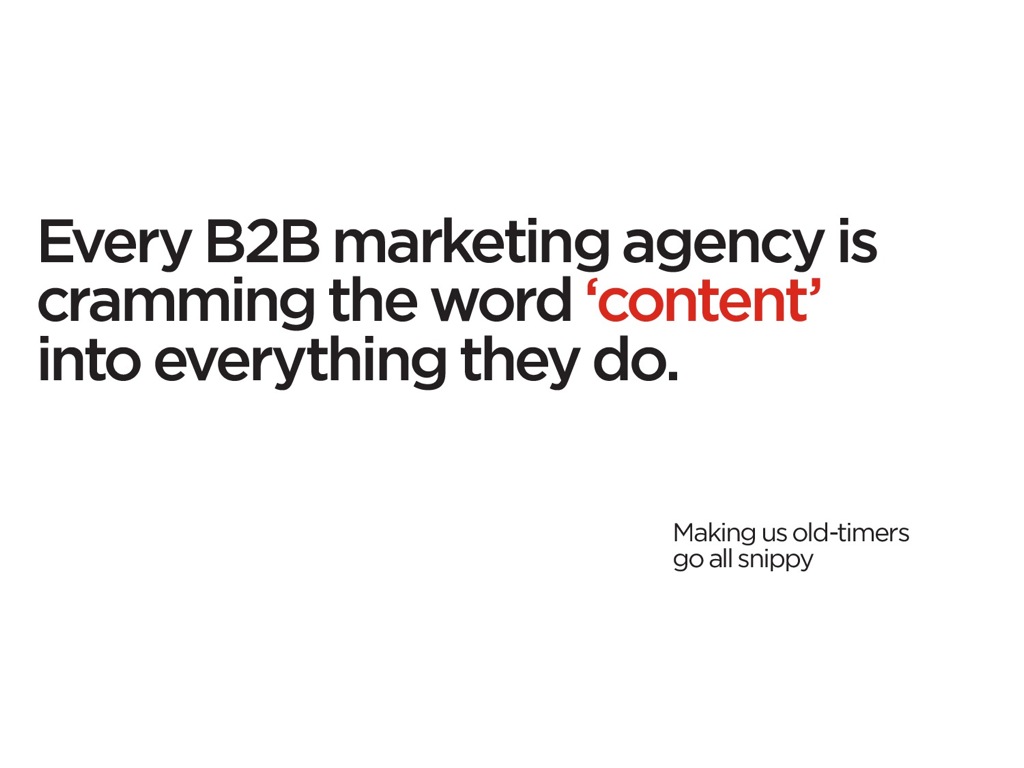 Every B2B marketing agency is
cramming the word ‘content’
into everything they do.
Making us old-timers
go all snippy